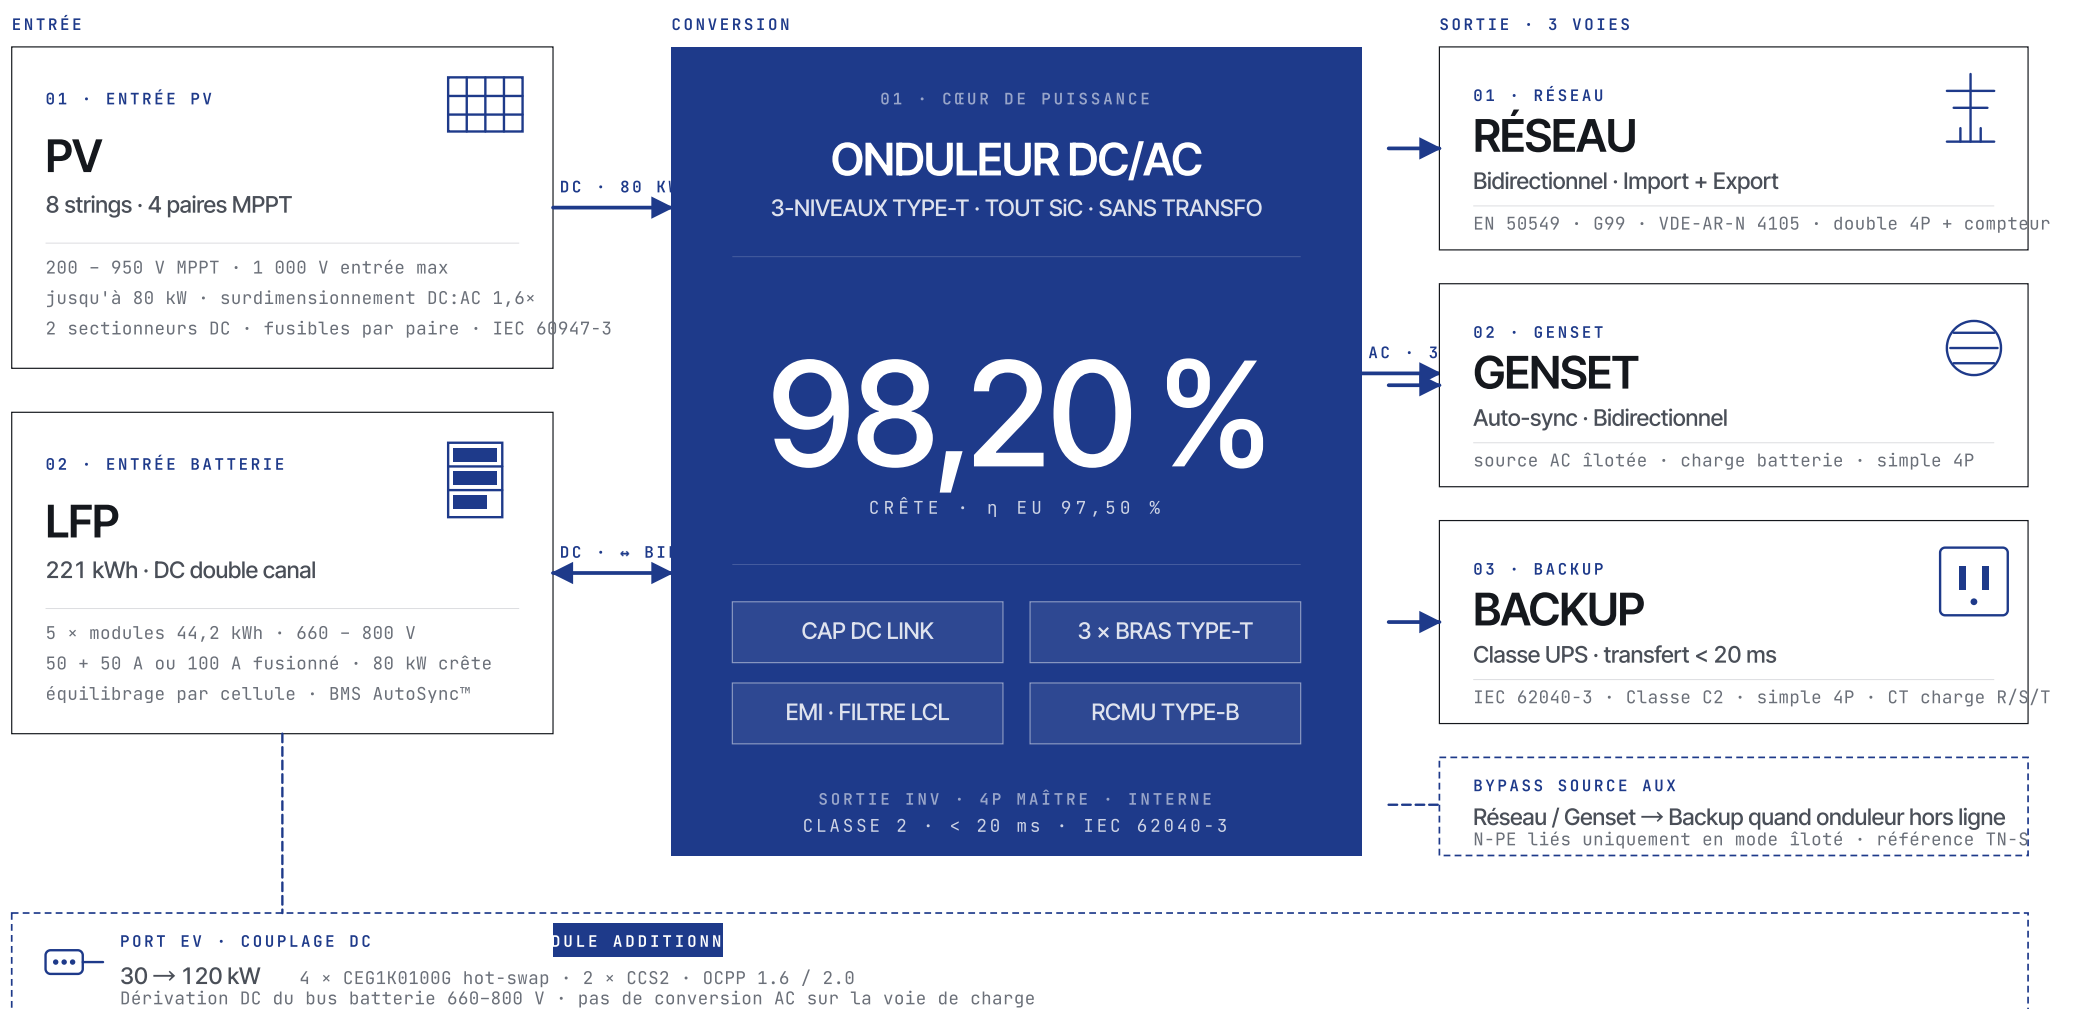 ENTRÉE
01 · ENTRÉE PV
PV
8 strings · 4 paires MPPT
200 – 950 V MPPT · 1 000 V entrée max
jusqu'à 80 kW · surdimensionnement DC:AC 1,6×
2 sectionneurs DC · fusibles par paire · IEC 60947-3
DC · 80 KW
02 · ENTRÉE BATTERIE
LFP
221 kWh · DC double canal
5 × modules 44,2 kWh · 660 – 800 V
50 + 50 A ou 100 A fusionné · 80 kW crête
équilibrage par cellule · BMS AutoSync™
DC · ↔
CONVERSION
01 · CŒUR DE PUISSANCE
ONDULEUR DC/AC
3-NIVEAUX TYPE-T · TOUT SiC · SANS TRANSFO
98,20 %
CRÊTE · η EU 97,50 %
CAP DC LINK
3 × BRAS TYPE-T
EMI · FILTRE LCL
RCMU TYPE-B
SORTIE INV · 4P MAÎTRE · INTERNE
CLASSE 2 · < 20 ms · IEC 62040-3
AC · 3
SORTIE · 3 VOIES
01 · RÉSEAU
RÉSEAU
Bidirectionnel · Import + Export
EN 50549 · G99 · VDE-AR-N 4105 · double 4P + compteur
02 · GENSET
GENSET
Auto-sync · Bidirectionnel
source AC îlotée · charge batterie · simple 4P
03 · BACKUP
BACKUP
Classe UPS · transfert < 20 ms
IEC 62040-3 · Classe C2 · simple 4P · CT charge R/S/T
BYPASS SOURCE AUX
Réseau / Genset → Backup quand onduleur hors ligne
N-PE liés uniquement en mode îloté · référence TN-S
PORT EV · COUPLAGE DC
DULE ADDITIONN
30 → 120 kW
4 × CEG1K0100G hot-swap · 2 × CCS2 · OCPP 1.6 / 2.0
Dérivation DC du bus batterie 660–800 V · pas de conversion AC sur la voie de charge